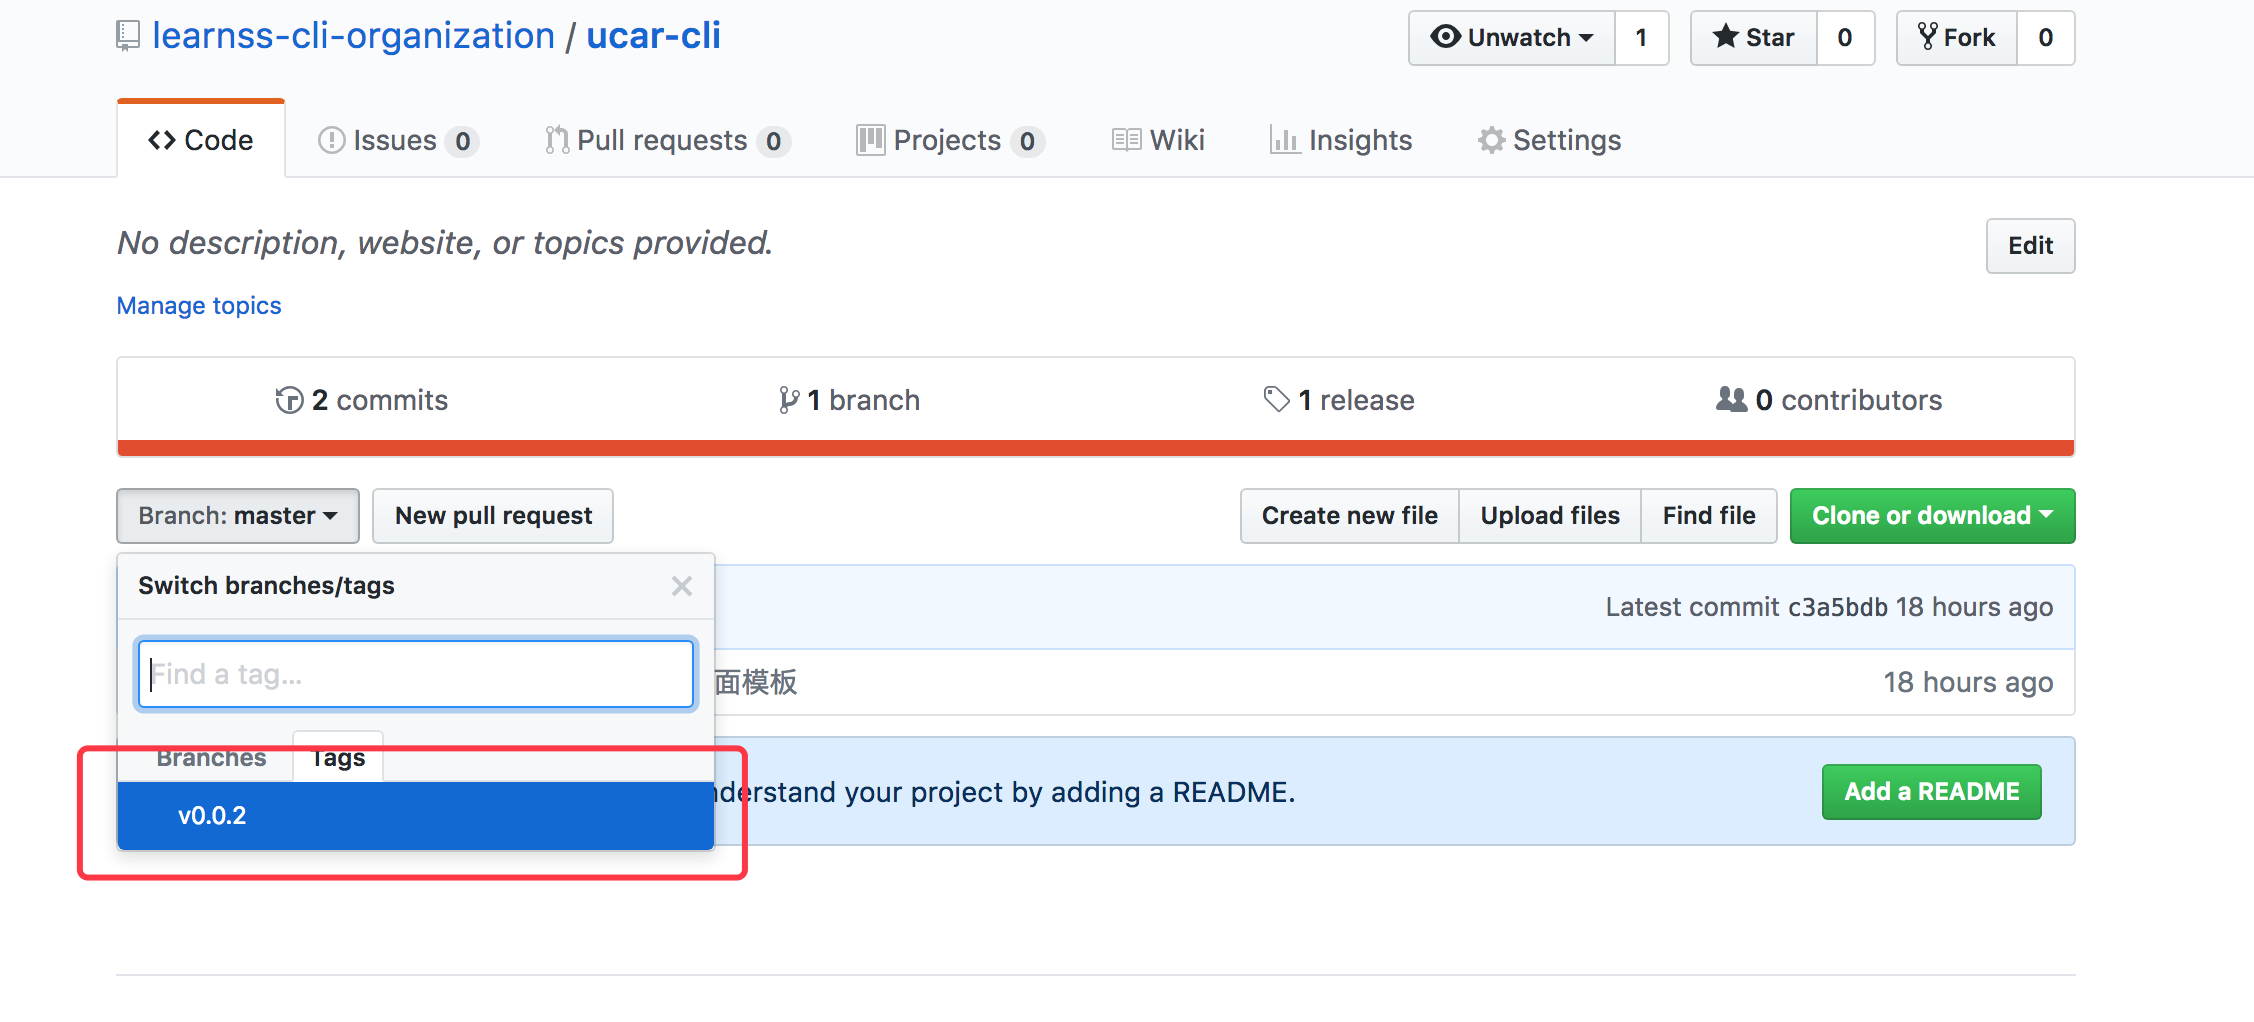 learnss-cli-organization / ucar-cli
Unwatch 1 Star 0 Fork 0
Code Issues 0 Pull requests 0 Projects 0 Wiki Insights Settings
No description, website, or topics provided.
Edit
Manage topics
2 commits 1 branch 1 release 0 contributors
Branch: master New pull request Create new file Upload files Find file Clone or download
Switch branches/tags
Latest commit c3a5bdb 18 hours ago
Find a tag...
面模板 18 hours ago
Branches Tags
your project by adding a README. Add a README
v0.0.2